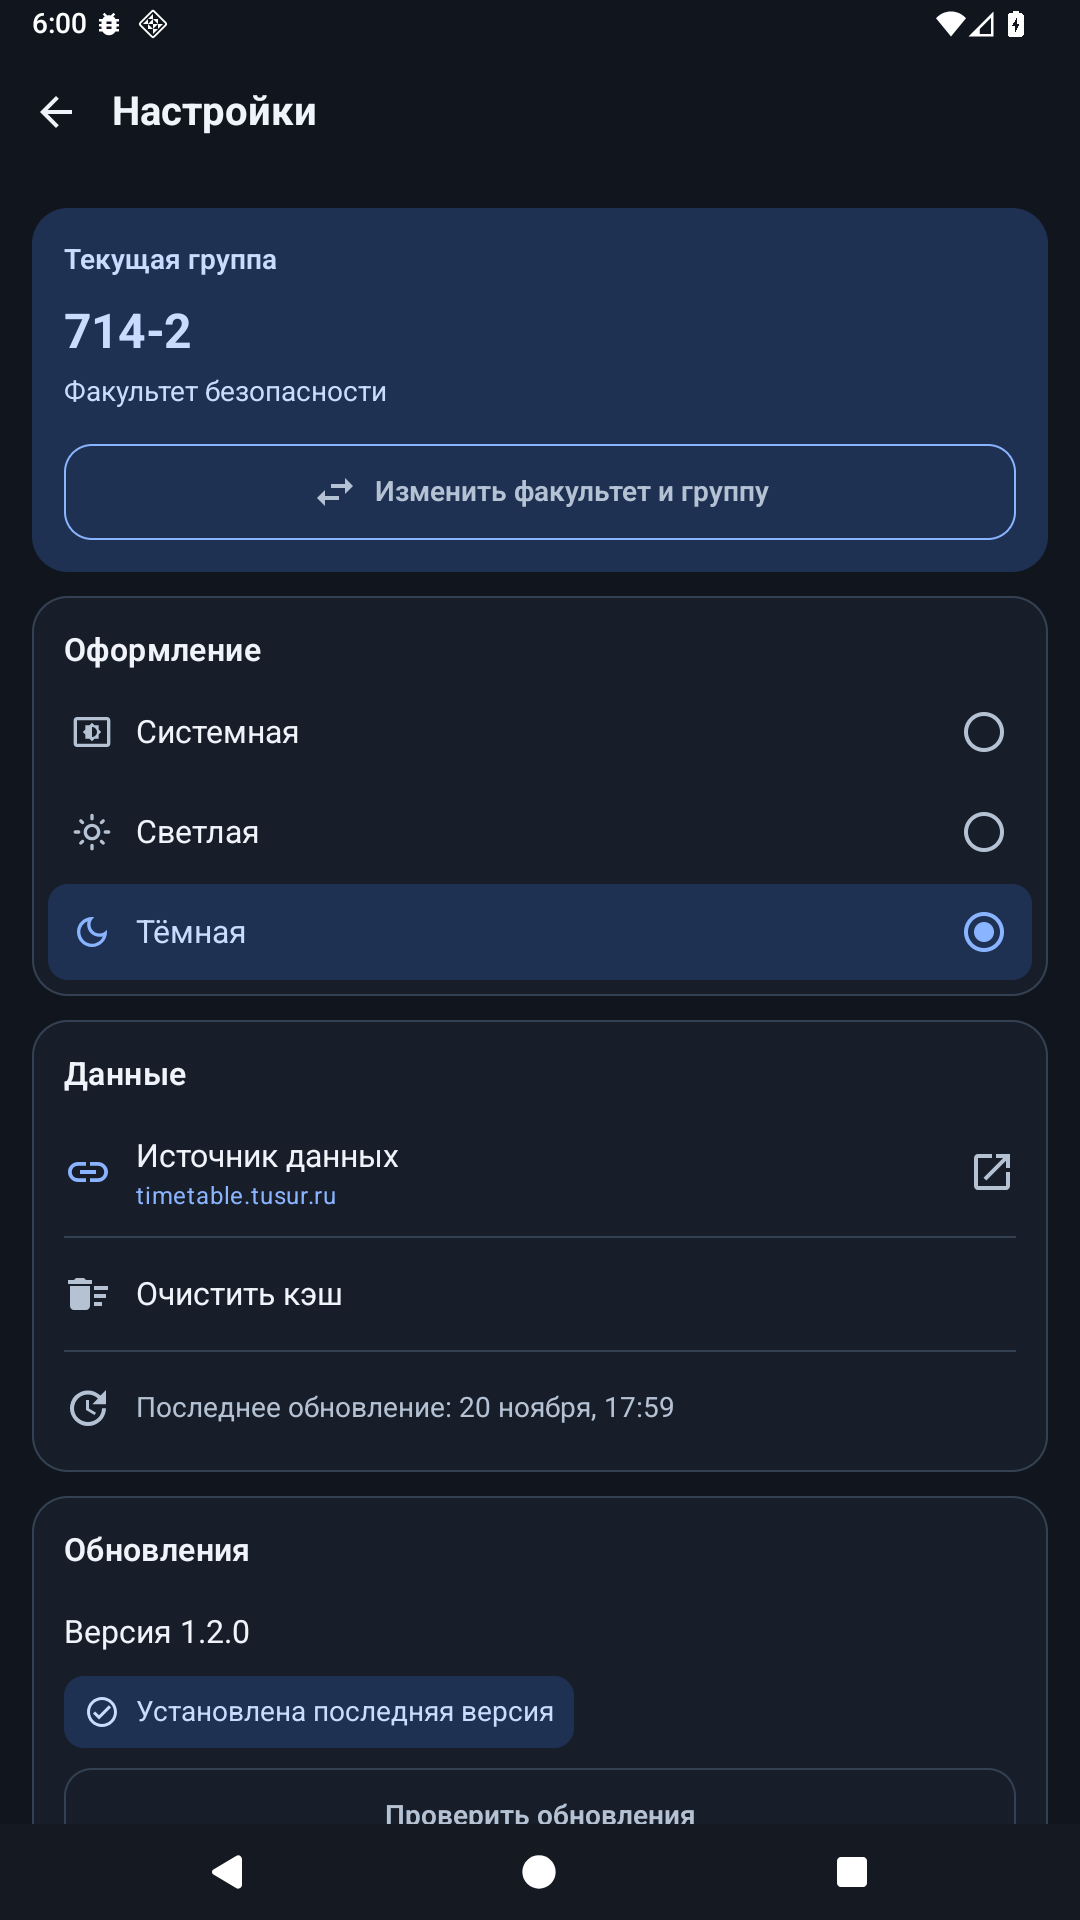 6:00
Настройки
Текущая группа
714-2
Факультет безопасности
Изменить факультет и группу
Оформление
Системная
Светлая
Тёмная
Данные
Источник данных
timetable.tusur.ru
Очистить кэш
Последнее обновление: 20 ноября, 17:59
Обновления
Версия 1.2.0
Установлена последняя версия
Проверить обновления